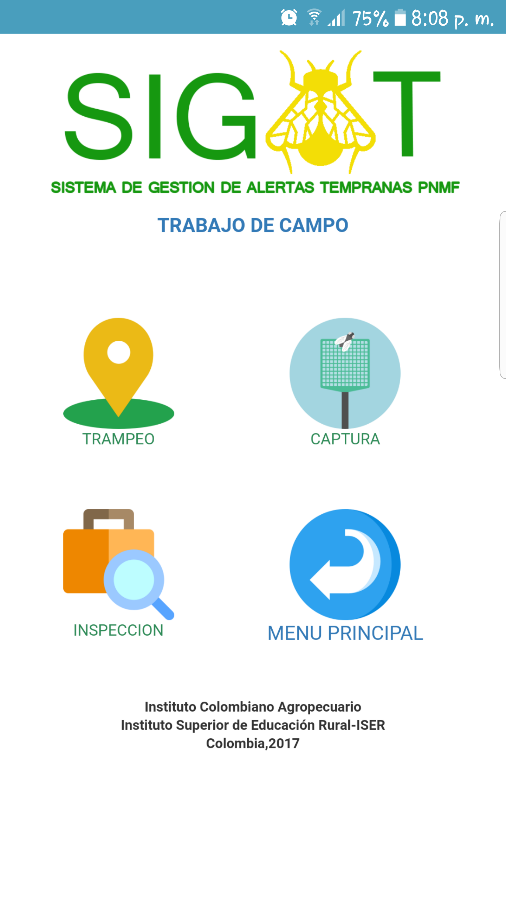 75% 8:08 p. m.
SIGAT
SISTEMA DE GESTION DE ALERTAS TEMPRANAS PNMF
TRABAJO DE CAMPO
TRAMPEO
CAPTURA
INSPECCION
MENU PRINCIPAL
Instituto Colombiano Agropecuario
Instituto Superior de Educación Rural-ISER
Colombia,2017